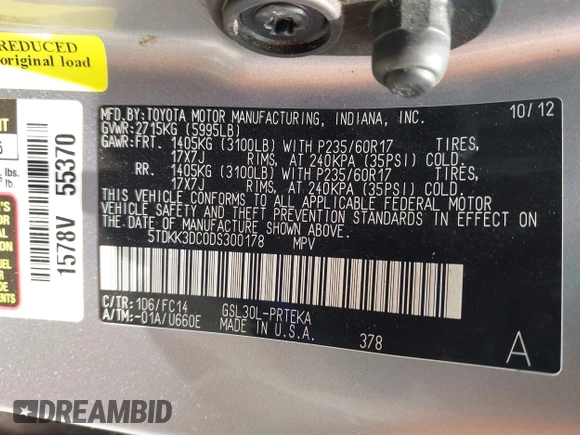 REDUCED
original load
1578V 55370
MFD. BY:TOYOTA MOTOR MANUFACTURING, INDIANA, INC. 10/12
GVWR:2715KG (5995LB)
GAWR:FRT. 1405KG (3100LB) WITH P235/60R17 TIRES,
17X7J RIMS, AT 240KPA (35PSI) COLD.
RR. 1405KG (3100LB) WITH P235/60R17 TIRES,
17X7J RIMS, AT 240KPA (35PSI) COLD.
THIS VEHICLE CONFORMS TO ALL APPLICABLE FEDERAL MOTOR
VEHICLE SAFETY AND THEFT PREVENTION STANDARDS IN EFFECT ON
THE DATE OF MANUFACTURE SHOWN ABOVE.
5TDKK3DC0DS300178 MPV
C/TR: 1D6/FC14 GSL30L-PRTEKA
A/TM:-01A/U660E MADE IN U.S.A. 378 A
DREAMBID